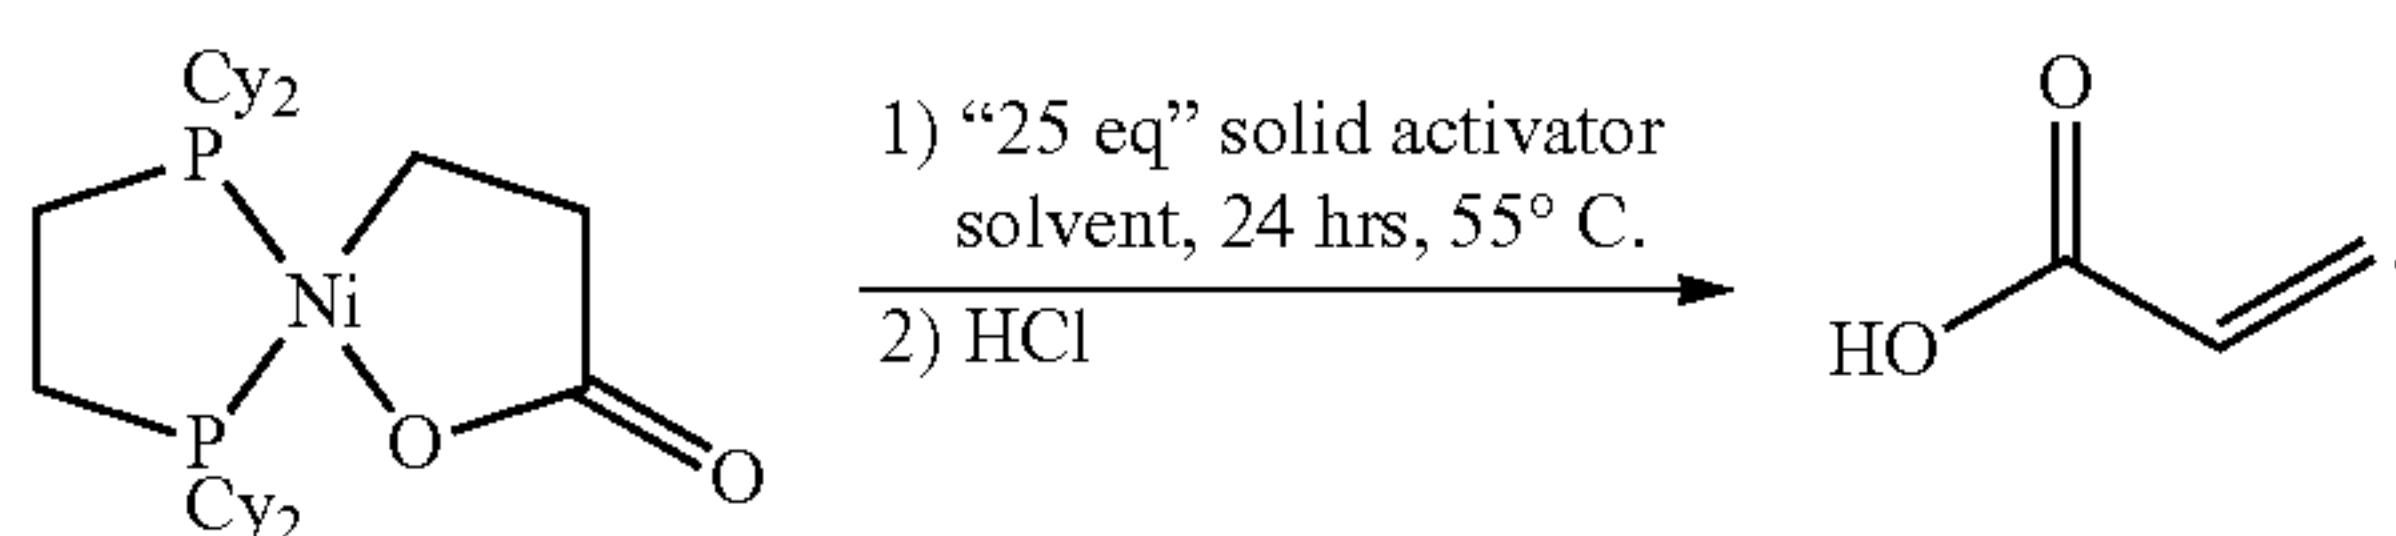 Cy2
P
Ni
P
Cy2
O
O
1) “25 eq” solid activator
solvent, 24 hrs, 55° C.
2) HCl
O
HO
.